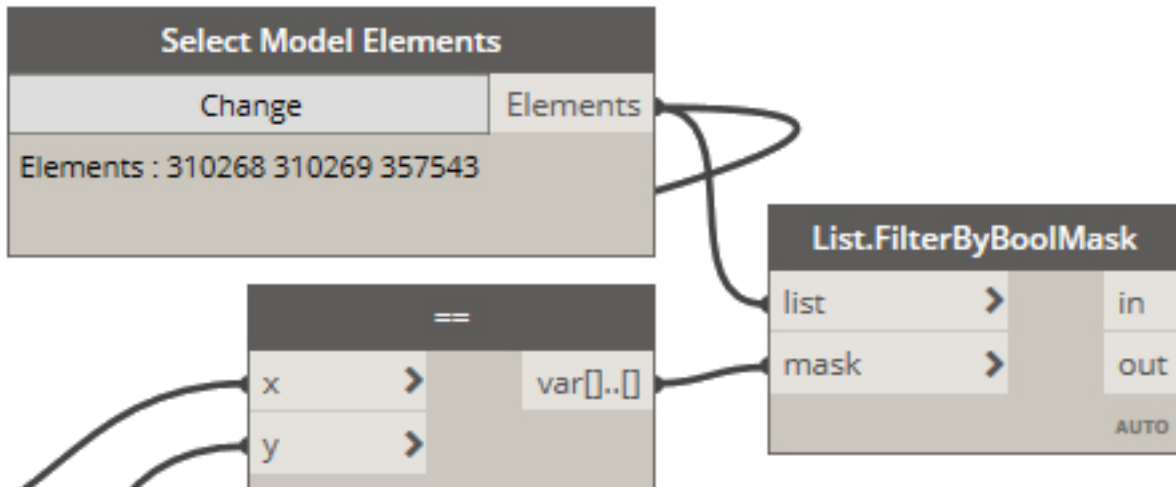 Select Model Elements
Change
Elements
Elements : 310268 310269 357543
List.FilterByBoolMask
list
in
mask
out
AUTO
==
x
var[]..[]
y